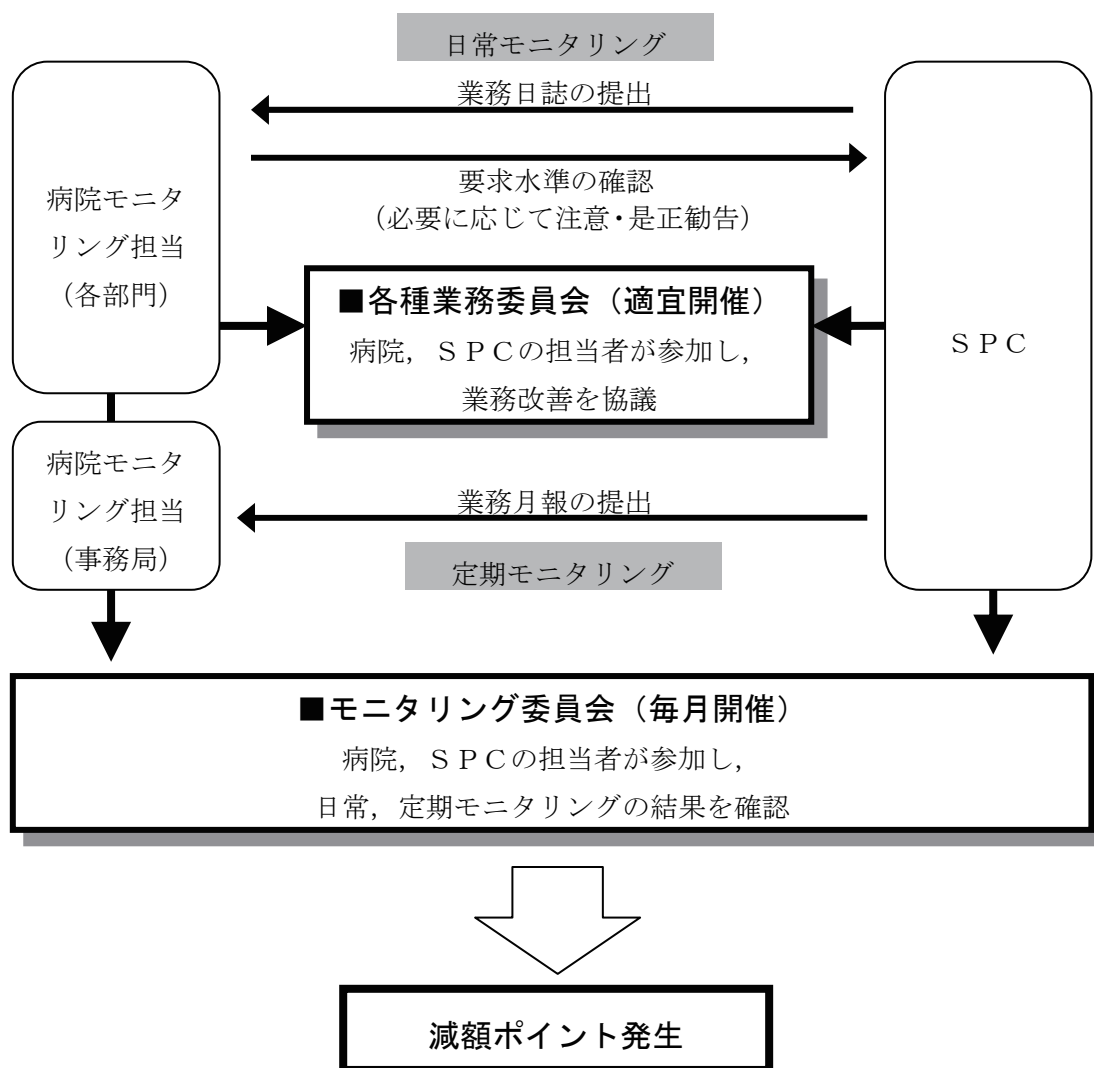 日常モニタリング
業務日誌の提出
要求水準の確認
（必要に応じて注意・是正勧告）
病院モニタ
リング担当
（各部門）
■各種業務委員会（適宜開催）
病院，ＳＰＣの担当者が参加し，
業務改善を協議
ＳＰＣ
病院モニタ
リング担当
（事務局）
業務月報の提出
定期モニタリング
■モニタリング委員会（毎月開催）
病院，ＳＰＣの担当者が参加し，
日常，定期モニタリングの結果を確認
減額ポイント発生